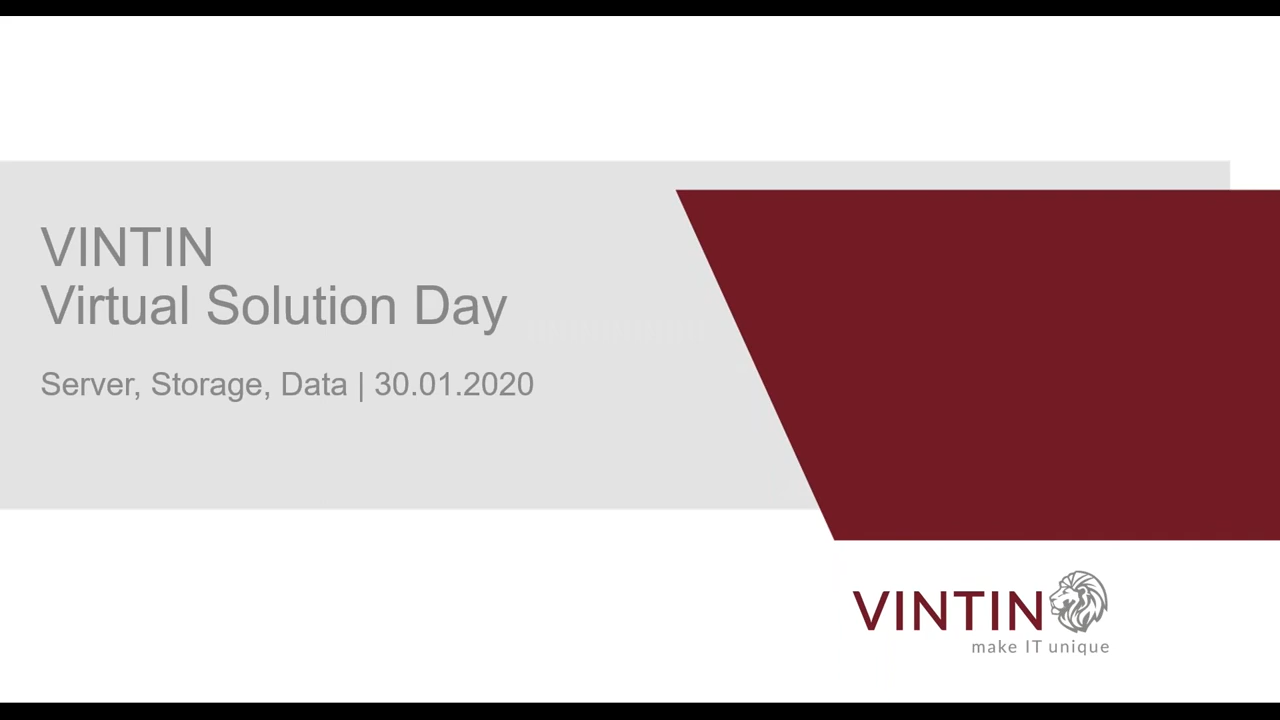 VINTIN
Virtual Solution Day
Server, Storage, Data | 30.01.2020
VINTIN
make IT unique